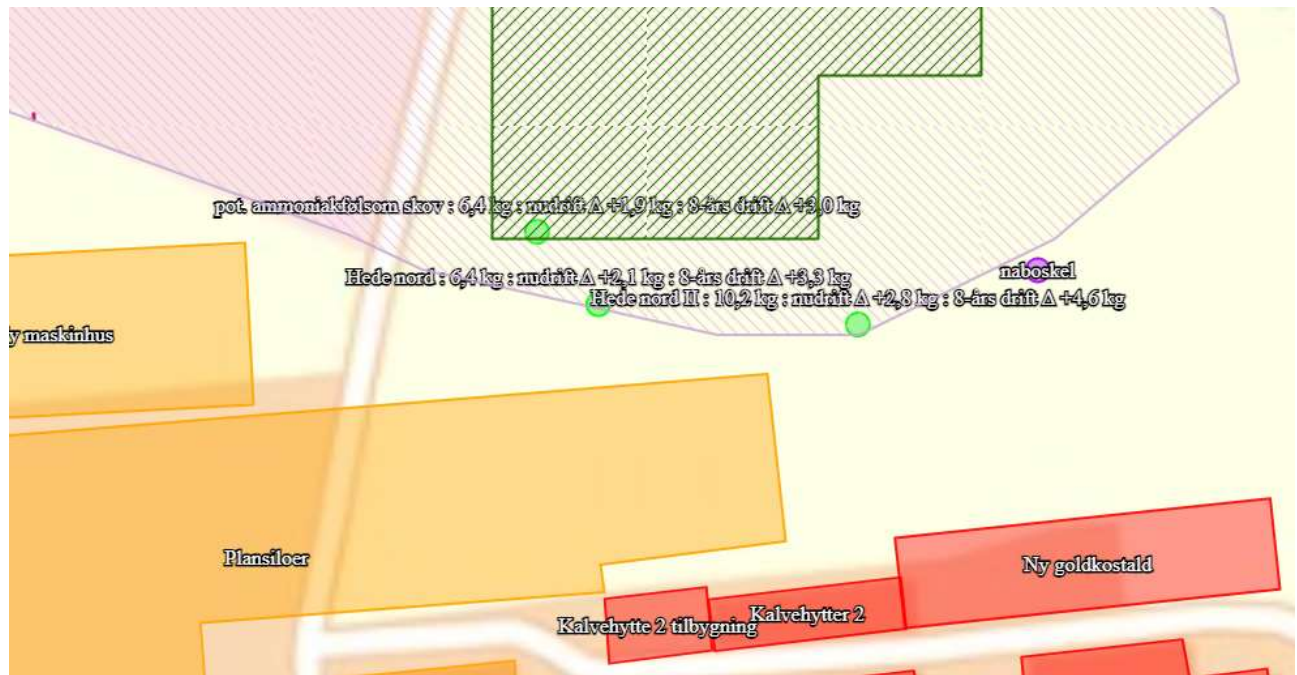 pot. ammoniakfølsom skov : 6,4 kg : nudrift Δ +1,9 kg : 8-års drift Δ +3,0 kg
naboskel
Hede nord : 6,4 kg : nudrift Δ +2,1 kg : 8-års drift Δ +3,3 kg
Hede nord II : 10,2 kg : nudrift Δ +2,8 kg : 8-års drift Δ +4,6 kg
y maskinhus
Plansiloer
Ny goldkostald
Kalvehytter 2
Kalvehytte 2 tilbygning